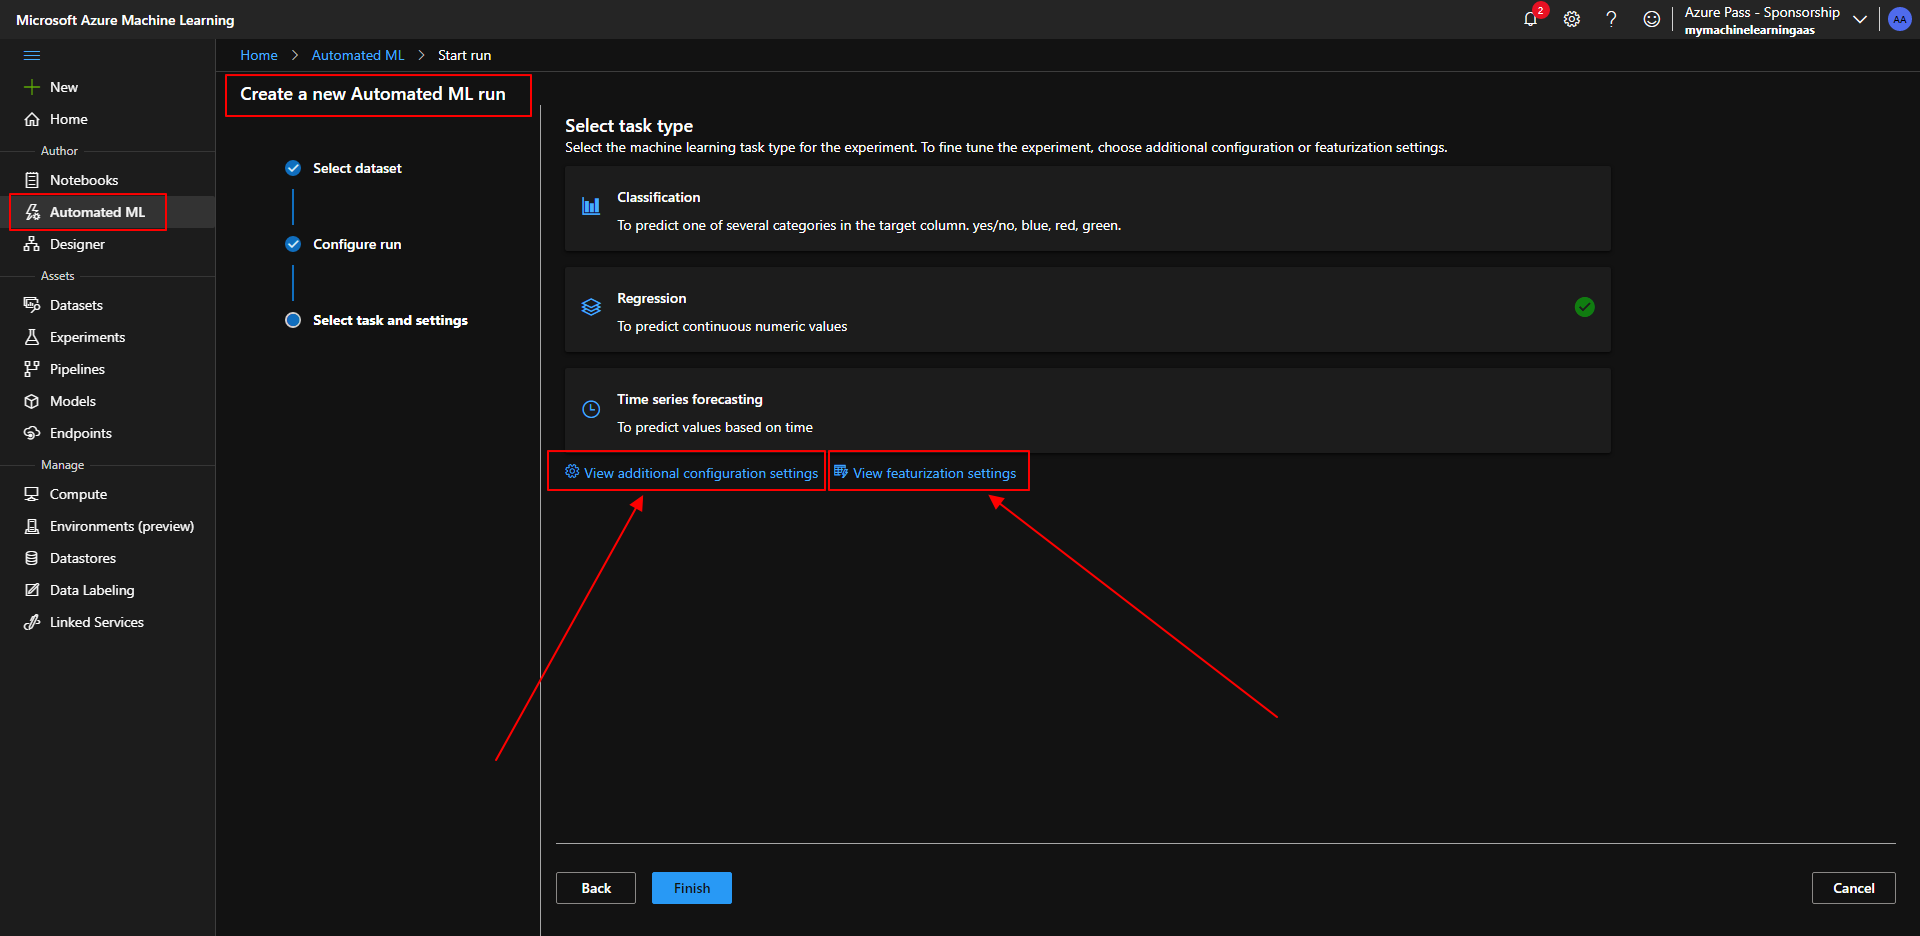 Microsoft Azure Machine Learning
2
Azure Pass - Sponsorship
mymachinelearningaas
AA
New
Home
Author
Notebooks
Automated ML
Designer
Assets
Datasets
Experiments
Pipelines
Models
Endpoints
Manage
Compute
Environments (preview)
Datastores
Data Labeling
Linked Services
Home > Automated ML > Start run
Create a new Automated ML run
Select dataset
Configure run
Select task and settings
Select task type
Select the machine learning task type for the experiment. To fine tune the experiment, choose additional configuration or featurization settings.
Classification
To predict one of several categories in the target column. yes/no, blue, red, green.
Regression
To predict continuous numeric values
Time series forecasting
To predict values based on time
View additional configuration settings
View featurization settings
Back
Finish
Cancel